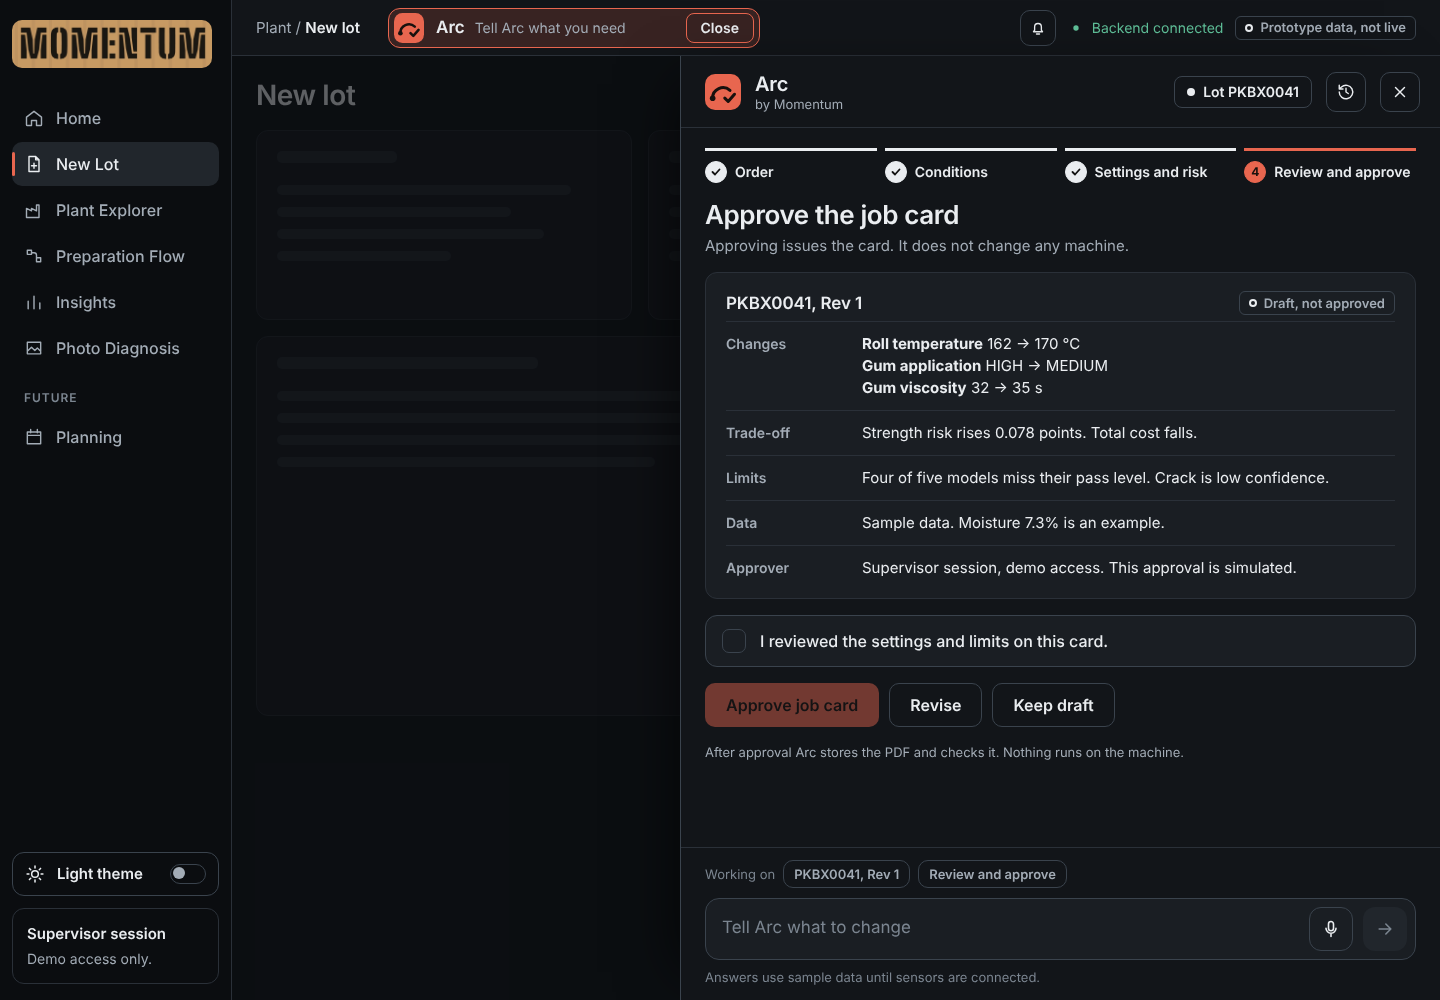 MOMENTUM
Home
New Lot
Plant Explorer
Preparation Flow
Insights
Photo Diagnosis
FUTURE
Planning
Light theme
Supervisor session
Demo access only.
Plant / New lot
Arc Tell Arc what you need Close
Backend connected
Prototype data, not live
New lot
Arc
by Momentum
Lot PKBX0041
Order
Conditions
Settings and risk
4 Review and approve
Approve the job card
Approving issues the card. It does not change any machine.
PKBX0041, Rev 1
Draft, not approved
Changes
Roll temperature 162 → 170 °C
Gum application HIGH → MEDIUM
Gum viscosity 32 → 35 s
Trade-off Strength risk rises 0.078 points. Total cost falls.
Limits Four of five models miss their pass level. Crack is low confidence.
Data Sample data. Moisture 7.3% is an example.
Approver Supervisor session, demo access. This approval is simulated.
I reviewed the settings and limits on this card.
Approve job card Revise Keep draft
After approval Arc stores the PDF and checks it. Nothing runs on the machine.
Working on PKBX0041, Rev 1 Review and approve
Tell Arc what to change
Answers use sample data until sensors are connected.